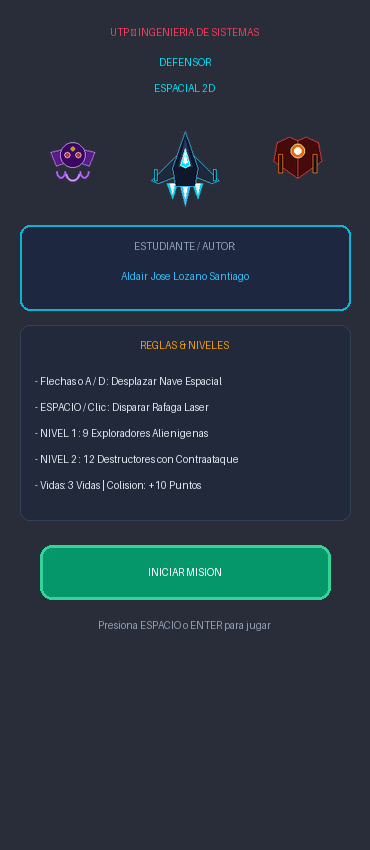 UTP▯INGENIERIA DE SISTEMAS
DEFENSOR
ESPACIAL 2D
ESTUDIANTE / AUTOR
Aldair Jose Lozano Santiago
REGLAS & NIVELES
- Flechas o A / D : Desplazar Nave Espacial
- ESPACIO / Clic : Disparar Rafaga Laser
- NIVEL 1 : 9 Exploradores Alienigenas
- NIVEL 2 : 12 Destructores con Contraataque
- Vidas: 3 Vidas | Colision: +10 Puntos
INICIAR MISION
Presiona ESPACIO o ENTER para jugar